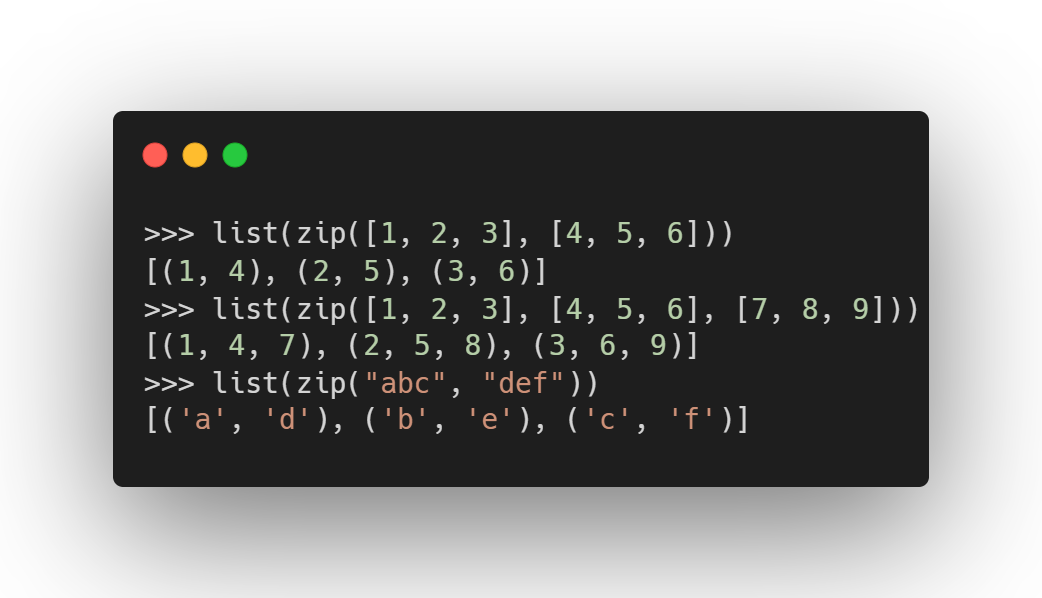 >>> list(zip([1, 2, 3], [4, 5, 6]))
[(1, 4), (2, 5), (3, 6)]
>>> list(zip([1, 2, 3], [4, 5, 6], [7, 8, 9]))
[(1, 4, 7), (2, 5, 8), (3, 6, 9)]
>>> list(zip("abc", "def"))
[('a', 'd'), ('b', 'e'), ('c', 'f')]